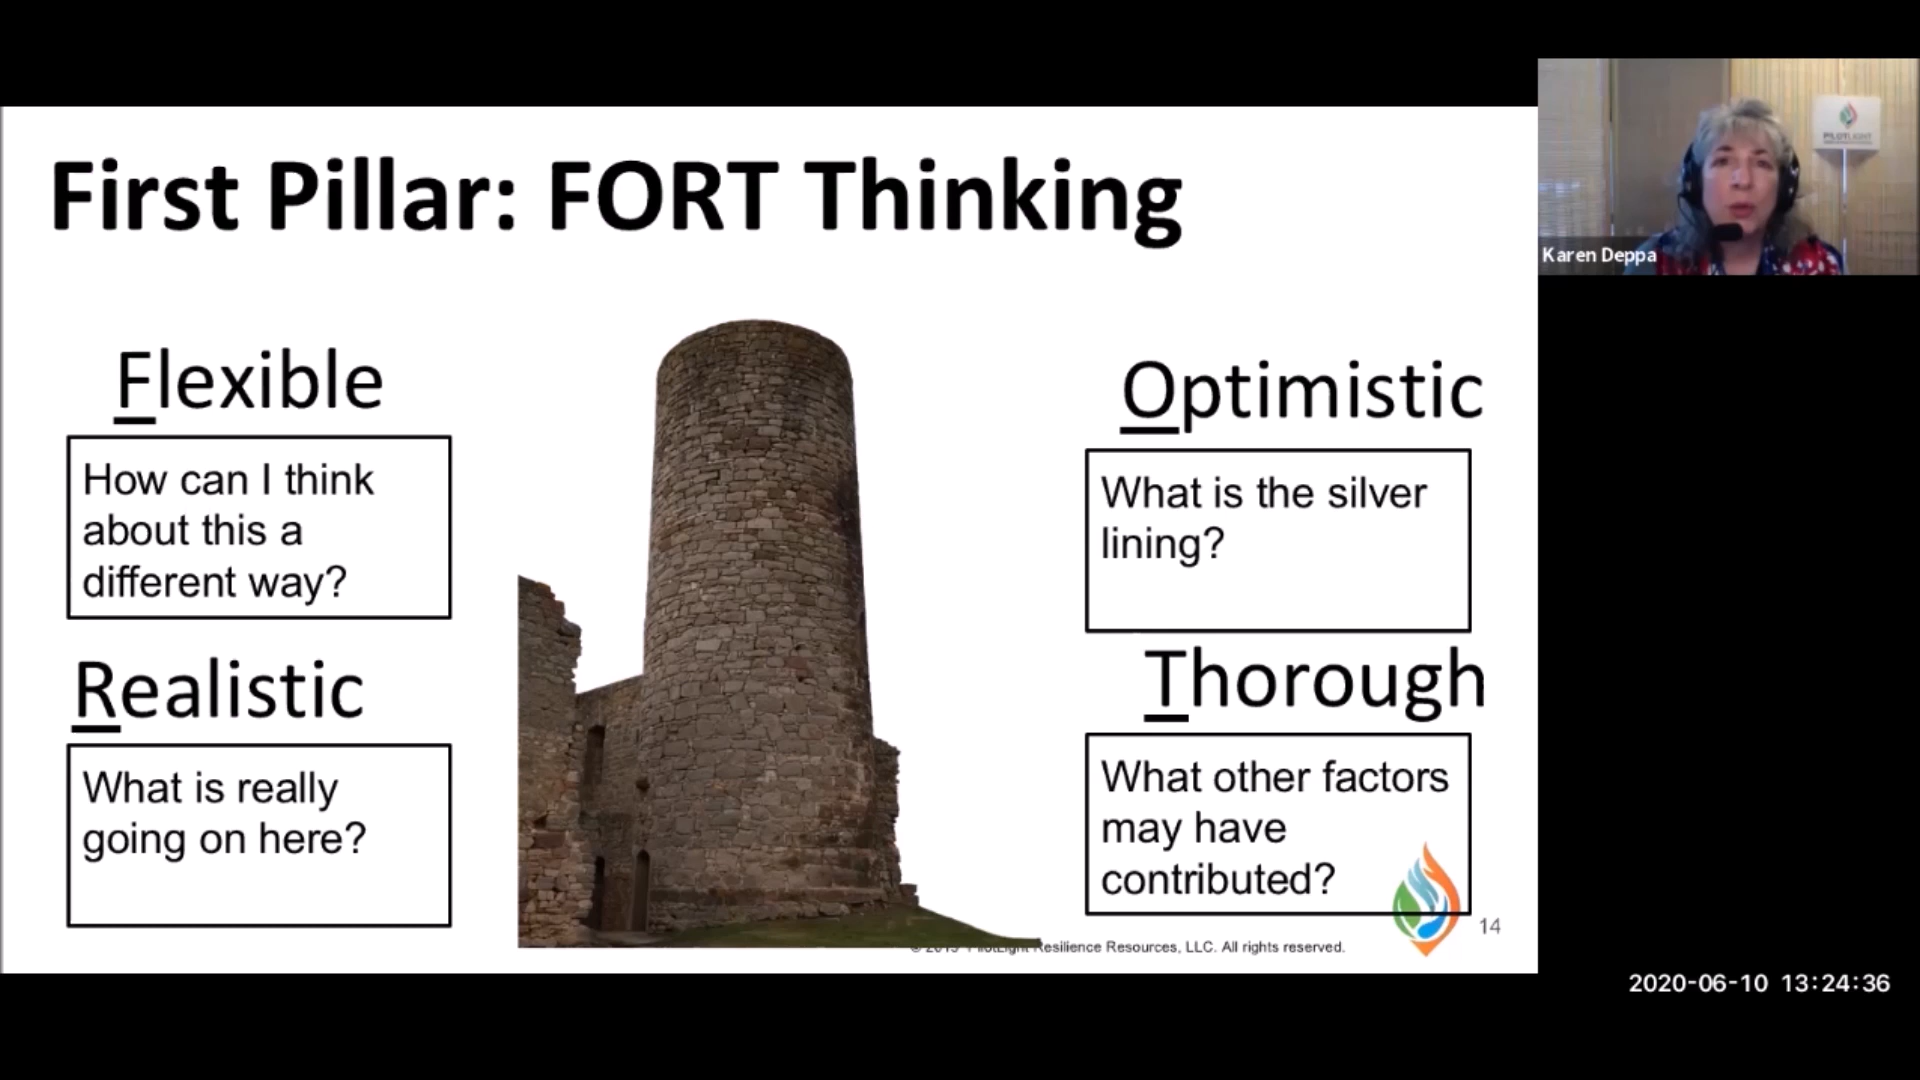 First Pillar: FORT Thinking
Flexible
How can I think
about this a
different way?
Optimistic
What is the silver
lining?
Realistic
What is really
going on here?
Thorough
What other factors
may have
contributed?
Resilience Resources, LLC. All rights reserved.
14
PILOTLIGHT
Karen Deppa
2020-06-10 13:24:36